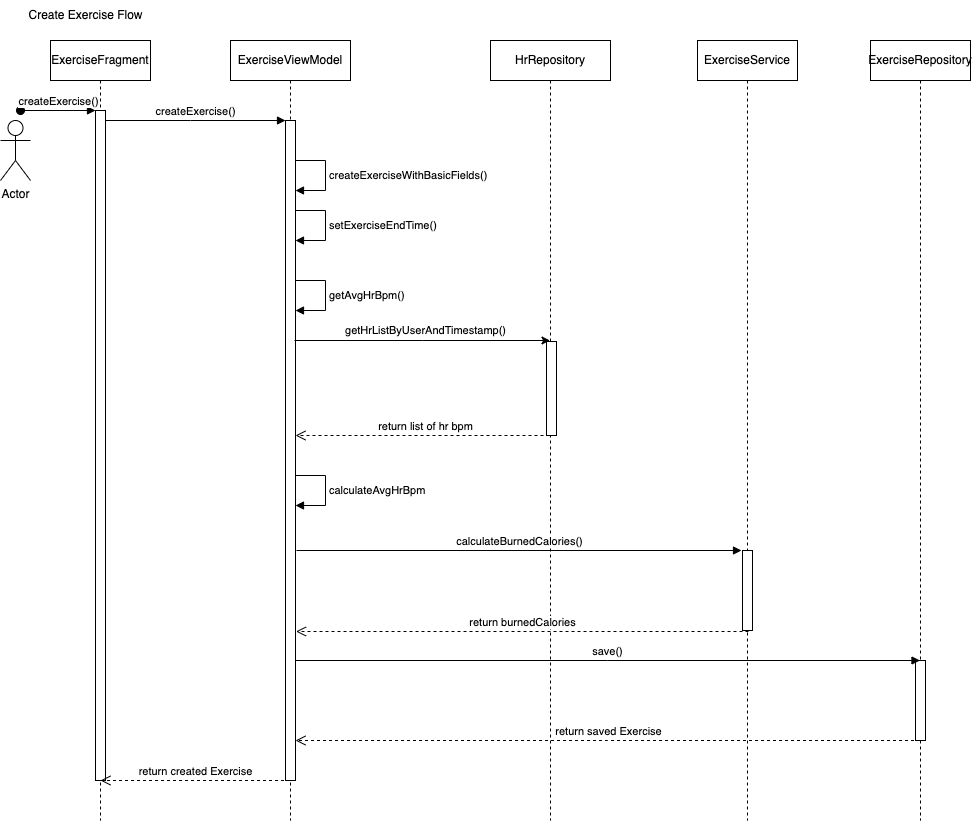 Create Exercise Flow
ExerciseFragment
ExerciseViewModel
HrRepository
ExerciseService
ExerciseRepository
createExercise()
createExercise()
Actor
createExerciseWithBasicFields()
setExerciseEndTime()
getAvgHrBpm()
getHrListByUserAndTimestamp()
return list of hr bpm
calculateAvgHrBpm
calculateBurnedCalories()
return burnedCalories
save()
return saved Exercise
return created Exercise